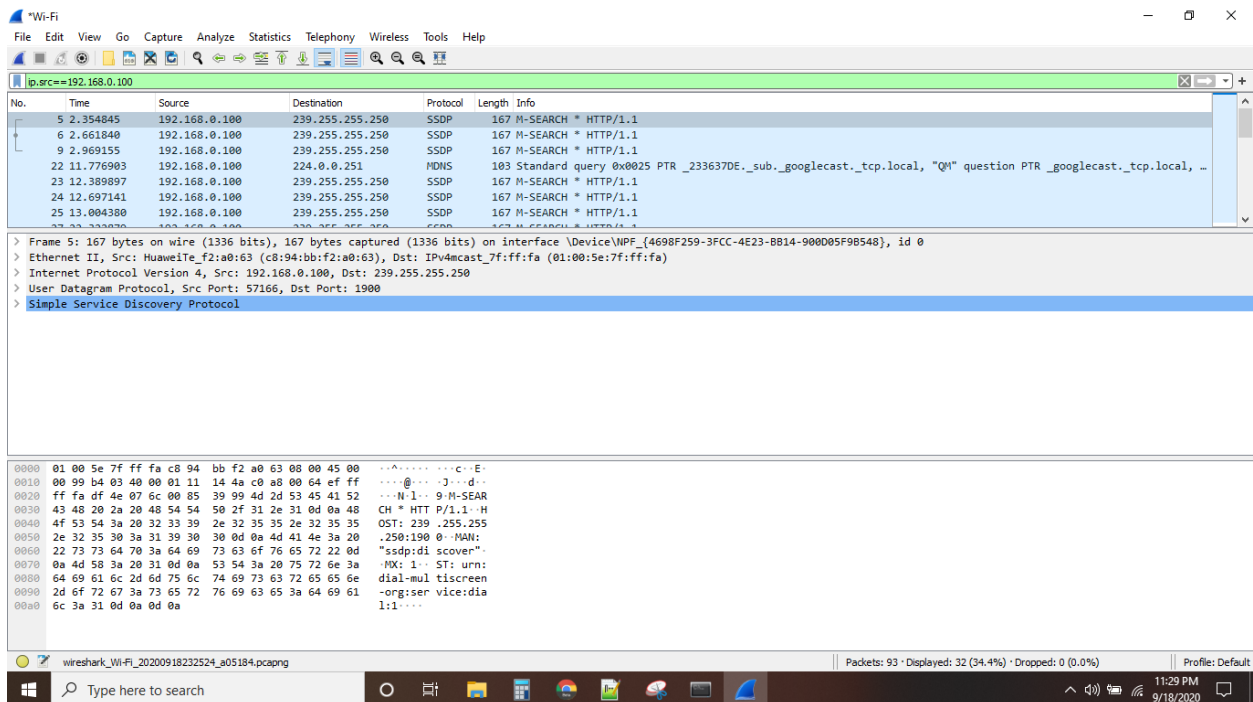 *Wi-Fi
File Edit View Go Capture Analyze Statistics Telephony Wireless Tools Help
ip.src==192.168.0.100
No. Time Source Destination Protocol Length Info
5 2.354845 192.168.0.100 239.255.255.250 SSDP 167 M-SEARCH * HTTP/1.1
6 2.661840 192.168.0.100 239.255.255.250 SSDP 167 M-SEARCH * HTTP/1.1
9 2.969155 192.168.0.100 239.255.255.250 SSDP 167 M-SEARCH * HTTP/1.1
22 11.776903 192.168.0.100 224.0.0.251 MDNS 103 Standard query 0x0025 PTR _233637DE._sub._googlecast._tcp.local, "QM" question PTR _googlecast._tcp.local, …
23 12.389897 192.168.0.100 239.255.255.250 SSDP 167 M-SEARCH * HTTP/1.1
24 12.697141 192.168.0.100 239.255.255.250 SSDP 167 M-SEARCH * HTTP/1.1
25 13.004380 192.168.0.100 239.255.255.250 SSDP 167 M-SEARCH * HTTP/1.1
> Frame 5: 167 bytes on wire (1336 bits), 167 bytes captured (1336 bits) on interface \Device\NPF_{4698F259-3FCC-4E23-BB14-900D05F9B548}, id 0
> Ethernet II, Src: HuaweiTe_f2:a0:63 (c8:94:bb:f2:a0:63), Dst: IPv4mcast_7f:ff:fa (01:00:5e:7f:ff:fa)
> Internet Protocol Version 4, Src: 192.168.0.100, Dst: 239.255.255.250
> User Datagram Protocol, Src Port: 57166, Dst Port: 1900
> Simple Service Discovery Protocol
0000 01 00 5e 7f ff fa c8 94 bb f2 a0 63 08 00 45 00 ··^····· ···c··E·
0010 00 99 b4 03 40 00 01 11 14 4a c0 a8 00 64 ef ff ····@··· ·J···d··
0020 ff fa df 4e 07 6c 00 85 39 99 4d 2d 53 45 41 52 ···N·l·· 9·M-SEAR
0030 43 48 20 2a 20 48 54 54 50 2f 31 2e 31 0d 0a 48 CH * HTT P/1.1··H
0040 4f 53 54 3a 20 32 33 39 2e 32 35 35 2e 32 35 35 OST: 239 .255.255
0050 2e 32 35 30 3a 31 39 30 30 0d 0a 4d 41 4e 3a 20 .250:190 0··MAN:
0060 22 73 73 64 70 3a 64 69 73 63 6f 76 65 72 22 0d "ssdp:di scover"·
0070 0a 4d 58 3a 20 31 0d 0a 53 54 3a 20 75 72 6e 3a ·MX: 1·· ST: urn:
0080 64 69 61 6c 2d 6d 75 6c 74 69 73 63 72 65 65 6e dial-mul tiscreen
0090 2d 6f 72 67 3a 73 65 72 76 69 63 65 3a 64 69 61 -org:ser vice:dia
00a0 6c 3a 31 0d 0a 0d 0a l:1····
wireshark_Wi-Fi_20200918232524_a05184.pcapng Packets: 93 · Displayed: 32 (34.4%) · Dropped: 0 (0.0%) Profile: Default
Type here to search 11:29 PM
9/18/2020